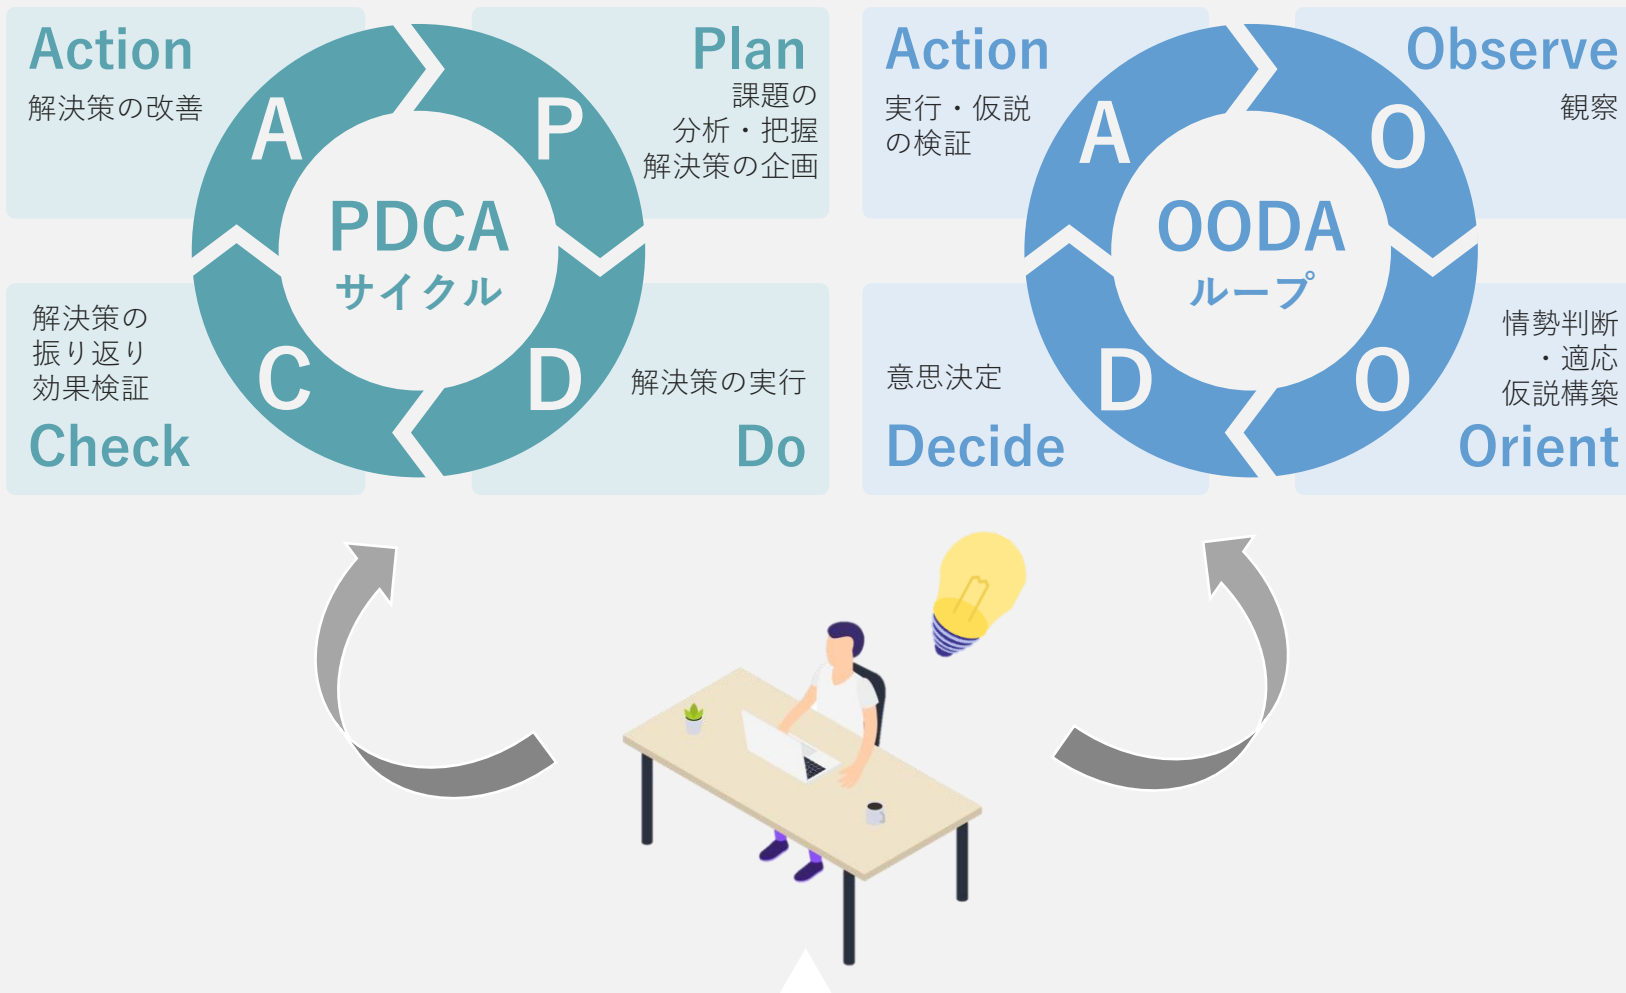 Action
解決策の改善
A
P
Plan
課題の
分析・把握
解決策の企画
PDCA
サイクル
解決策の
振り返り
効果検証
Check
C
D
解決策の実行
Do
Action
実行・仮説
の検証
A
O
Observe
観察
OODA
ループ
意思決定
Decide
D
O
情勢判断
・適応
仮説構築
Orient